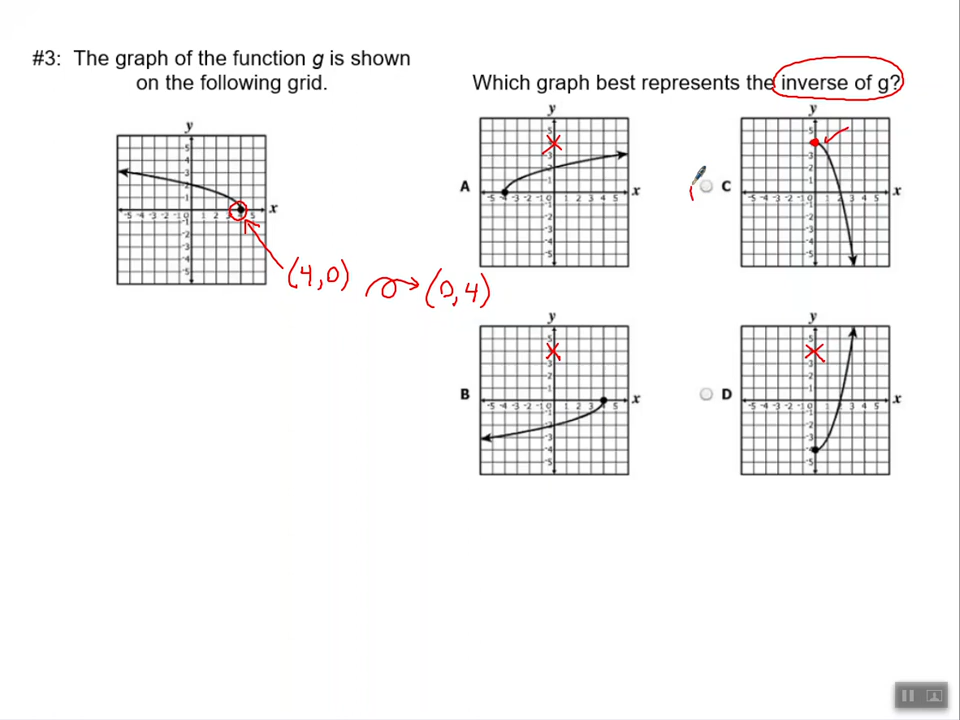 #3: The graph of the function g is shown
on the following grid.
Which graph best represents the inverse of g?
y
x
(4,0)
(0,4)
A
y
x
C
y
x
B
y
x
D
y
x